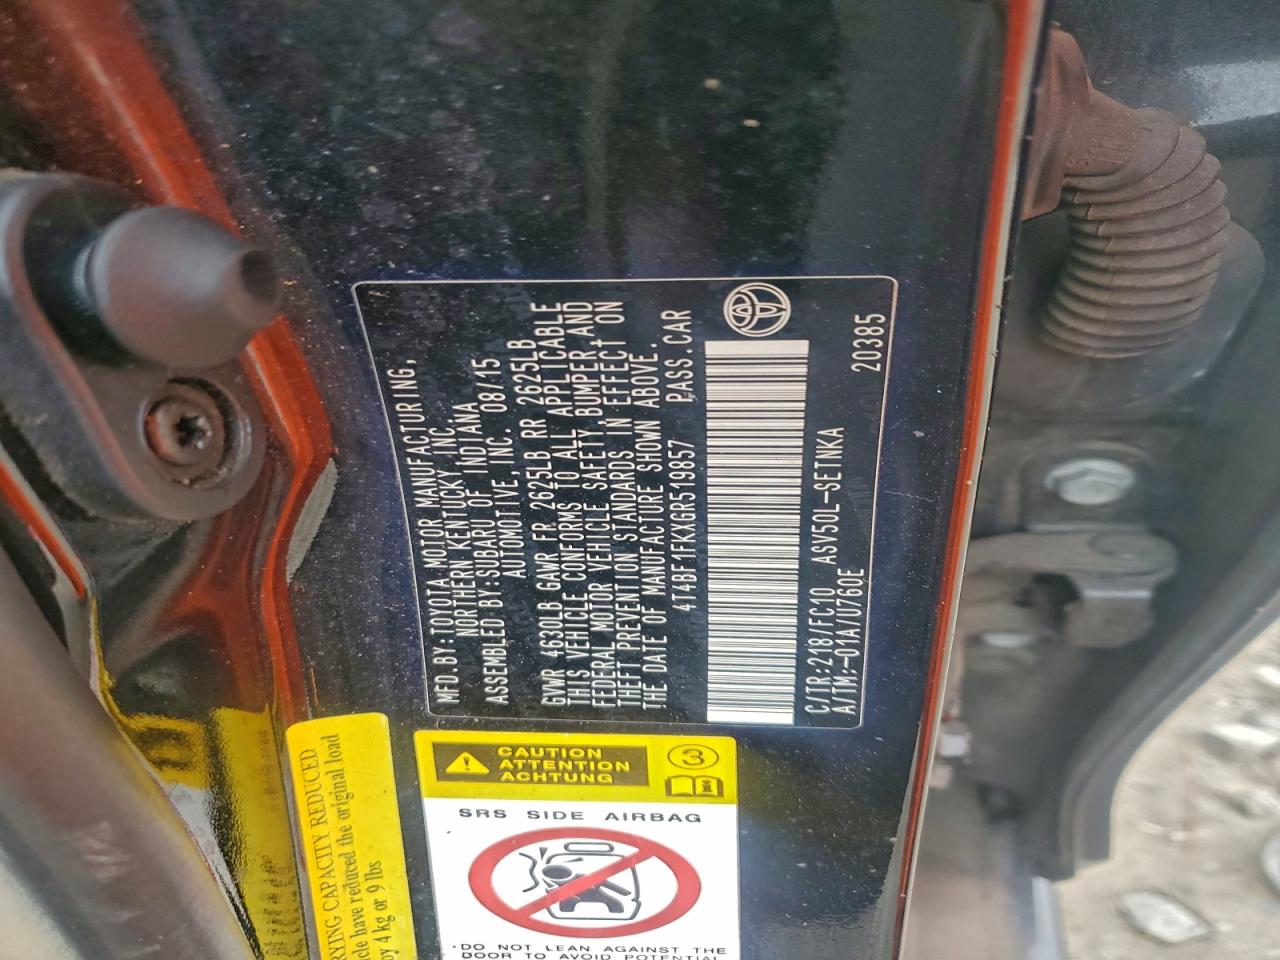 MFD.BY:TOYOTA MOTOR MANUFACTURING,
NORTHERN KENTUCKY, INC.
ASSEMBLED BY:SUBARU OF INDIANA
AUTOMOTIVE, INC. 08/15
GVWR 4630LB GAWR FR 2625LB RR 2625LB
THIS VEHICLE CONFORMS TO ALL APPLICABLE
FEDERAL MOTOR VEHICLE SAFETY, BUMPER, AND
THEFT PREVENTION STANDARDS IN EFFECT ON
THE DATE OF MANUFACTURE SHOWN ABOVE.
4T4BF1FKXGR519857 PASS.CAR
C/TR:218/FC10 ASV50L-SETNKA
A/TM:-01A/U760E
20385
CAUTION
ATTENTION
ACHTUNG
3
SRS SIDE AIRBAG
·DO NOT LEAN AGAINST THE
DOOR TO AVOID POTENTIAL
RYING CAPACITY REDUCED
cle have reduced the original load
by 4 kg or 9 lbs